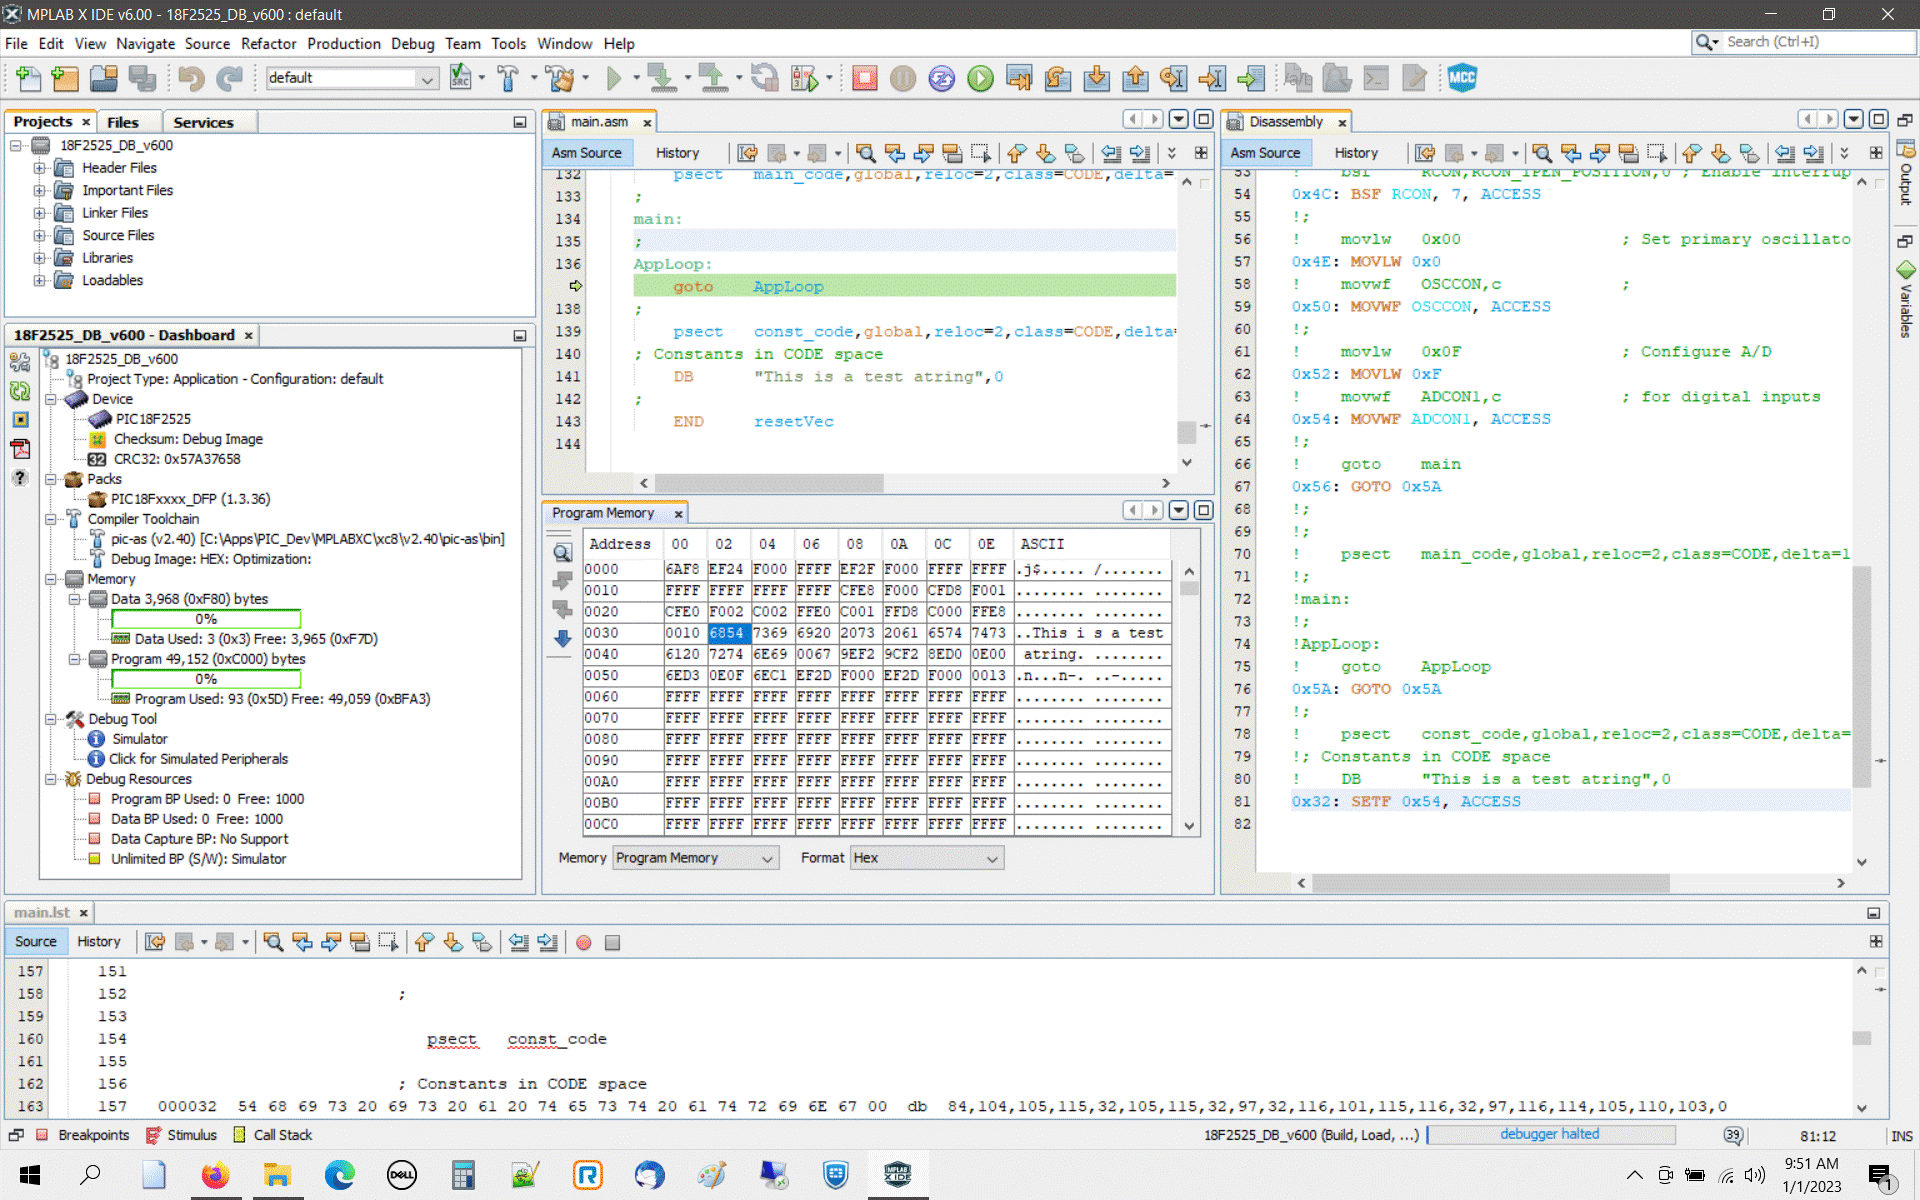 MPLAB X IDE v6.00 - 18F2525_DB_v600 : default
File Edit View Navigate Source Refactor Production Debug Team Tools Window Help
Search (Ctrl+I)
default
MCC
Projects Files Services
18F2525_DB_v600
Header Files
Important Files
Linker Files
Source Files
Libraries
Loadables
18F2525_DB_v600 - Dashboard
18F2525_DB_v600
Project Type: Application - Configuration: default
Device
PIC18F2525
Checksum: Debug Image
CRC32: 0x57A37658
Packs
PIC18Fxxxx_DFP (1.3.36)
Compiler Toolchain
pic-as (v2.40) [C:\Apps\PIC_Dev\MPLABXC\xc8\v2.40\pic-as\bin]
Debug Image: HEX: Optimization:
Memory
Data 3,968 (0xF80) bytes
0%
Data Used: 3 (0x3) Free: 3,965 (0xF7D)
Program 49,152 (0xC000) bytes
0%
Program Used: 93 (0x5D) Free: 49,059 (0xBFA3)
Debug Tool
Simulator
Click for Simulated Peripherals
Debug Resources
Program BP Used: 0 Free: 1000
Data BP Used: 0 Free: 1000
Data Capture BP: No Support
Unlimited BP (S/W): Simulator
main.asm
Asm Source History
132 psect main_code,global,reloc=2,class=CODE,delta=
133 ;
134 main:
135 ;
136 AppLoop:
goto AppLoop
138 ;
139 psect const_code,global,reloc=2,class=CODE,delta=
140 ; Constants in CODE space
141 DB "This is a test atring",0
142 ;
143 END resetVec
144
Program Memory
Address 00 02 04 06 08 0A 0C 0E ASCII
0000 6AF8 EF24 F000 FFFF EF2F F000 FFFF FFFF .j$..... /.......
0010 FFFF FFFF FFFF FFFF CFE8 F000 CFD8 F001 ........ ........
0020 CFE0 F002 C002 FFE0 C001 FFD8 C000 FFE8 ........ ........
0030 0010 6854 7369 6920 2073 2061 6574 7473 ..This i s a test
0040 6120 7274 6E69 0067 9EF2 9CF2 8ED0 0E00 atring. ........
0050 6ED3 0E0F 6EC1 EF2D F000 EF2D F000 0013 .n...n-. ..-.....
0060 FFFF FFFF FFFF FFFF FFFF FFFF FFFF FFFF ........ ........
0070 FFFF FFFF FFFF FFFF FFFF FFFF FFFF FFFF ........ ........
0080 FFFF FFFF FFFF FFFF FFFF FFFF FFFF FFFF ........ ........
0090 FFFF FFFF FFFF FFFF FFFF FFFF FFFF FFFF ........ ........
00A0 FFFF FFFF FFFF FFFF FFFF FFFF FFFF FFFF ........ ........
00B0 FFFF FFFF FFFF FFFF FFFF FFFF FFFF FFFF ........ ........
00C0 FFFF FFFF FFFF FFFF FFFF FFFF FFFF FFFF ........ ........
Memory Program Memory Format Hex
Disassembly
Asm Source History
53 ! bsf RCON,RCON_IPEN_POSITION,0 ; Enable interrup
54 0x4C: BSF RCON, 7, ACCESS
55 !;
56 ! movlw 0x00 ; Set primary oscillato
57 0x4E: MOVLW 0x0
58 ! movwf OSCCON,c ;
59 0x50: MOVWF OSCCON, ACCESS
60 !;
61 ! movlw 0x0F ; Configure A/D
62 0x52: MOVLW 0xF
63 ! movwf ADCON1,c ; for digital inputs
64 0x54: MOVWF ADCON1, ACCESS
65 !;
66 ! goto main
67 0x56: GOTO 0x5A
68 !;
69 !;
70 ! psect main_code,global,reloc=2,class=CODE,delta=1
71 !;
72 !main:
73 !;
74 !AppLoop:
75 ! goto AppLoop
76 0x5A: GOTO 0x5A
77 !;
78 ! psect const_code,global,reloc=2,class=CODE,delta=
79 !; Constants in CODE space
80 ! DB "This is a test atring",0
81 0x32: SETF 0x54, ACCESS
82
Output
Variables
main.lst
Source History
157 151
158 152 ;
159 153
160 154 psect const_code
161 155
162 156 ; Constants in CODE space
163 157 000032 54 68 69 73 20 69 73 20 61 20 74 65 73 74 20 61 74 72 69 6E 67 00 db 84,104,105,115,32,105,115,32,97,32,116,101,115,116,32,97,116,114,105,110,103,0
Breakpoints Stimulus Call Stack
18F2525_DB_v600 (Build, Load, ...) debugger halted 39 81:12 INS
DELL
MPLAB X IDE
9:51 AM
1/1/2023
1